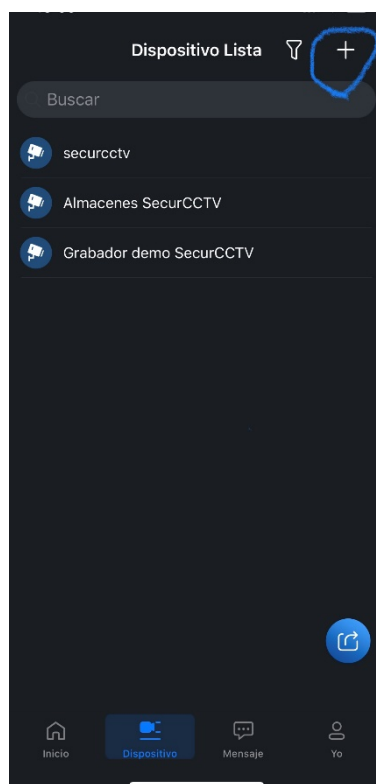 Dispositivo Lista
Buscar
securcctv
Almacenes SecurCCTV
Grabador demo SecurCCTV
Inicio
Dispositivo
Mensaje
Yo